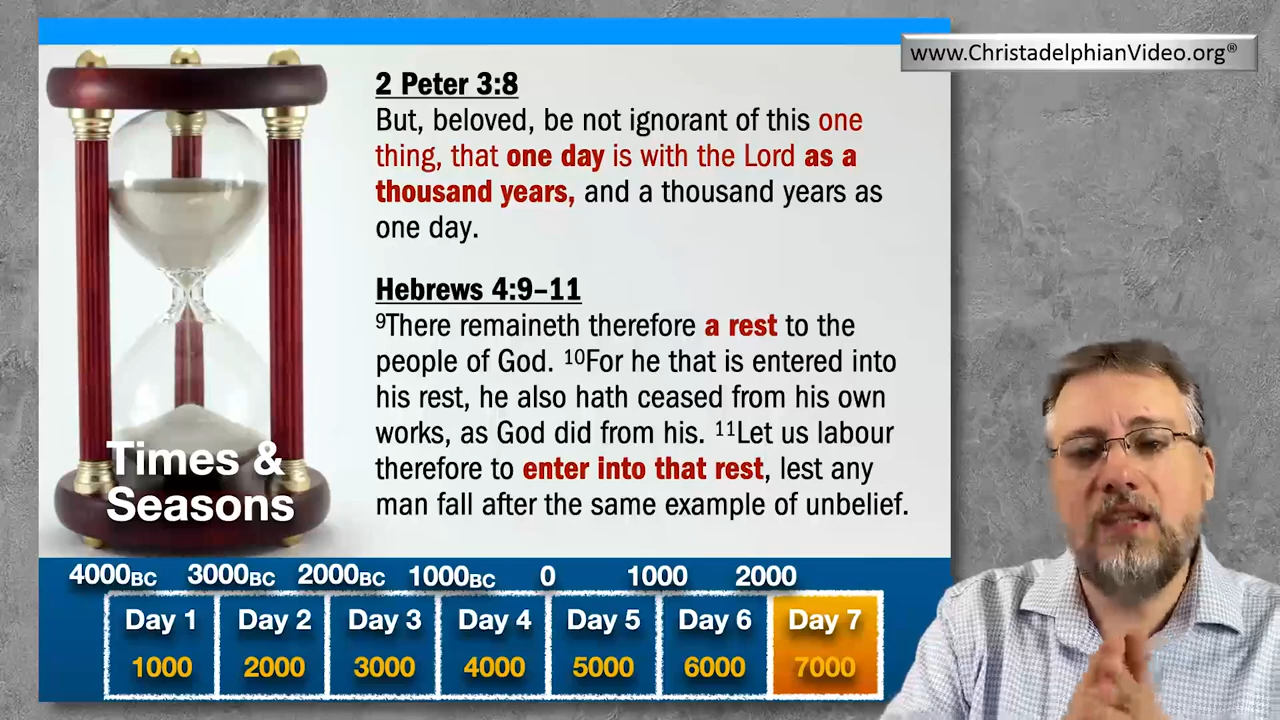 www.ChristadelphianVideo.org®
2 Peter 3:8
But, beloved, be not ignorant of this one
thing, that one day is with the Lord as a
thousand years, and a thousand years as
one day.
Hebrews 4:9–11
9There remaineth therefore a rest to the
people of God. 10For he that is entered into
his rest, he also hath ceased from his own
works, as God did from his. 11Let us labour
therefore to enter into that rest, lest any
man fall after the same example of unbelief.
Times &
Seasons
4000BC 3000BC 2000BC 1000BC 0 1000 2000
Day 1 Day 2 Day 3 Day 4 Day 5 Day 6 Day 7
1000 2000 3000 4000 5000 6000 7000